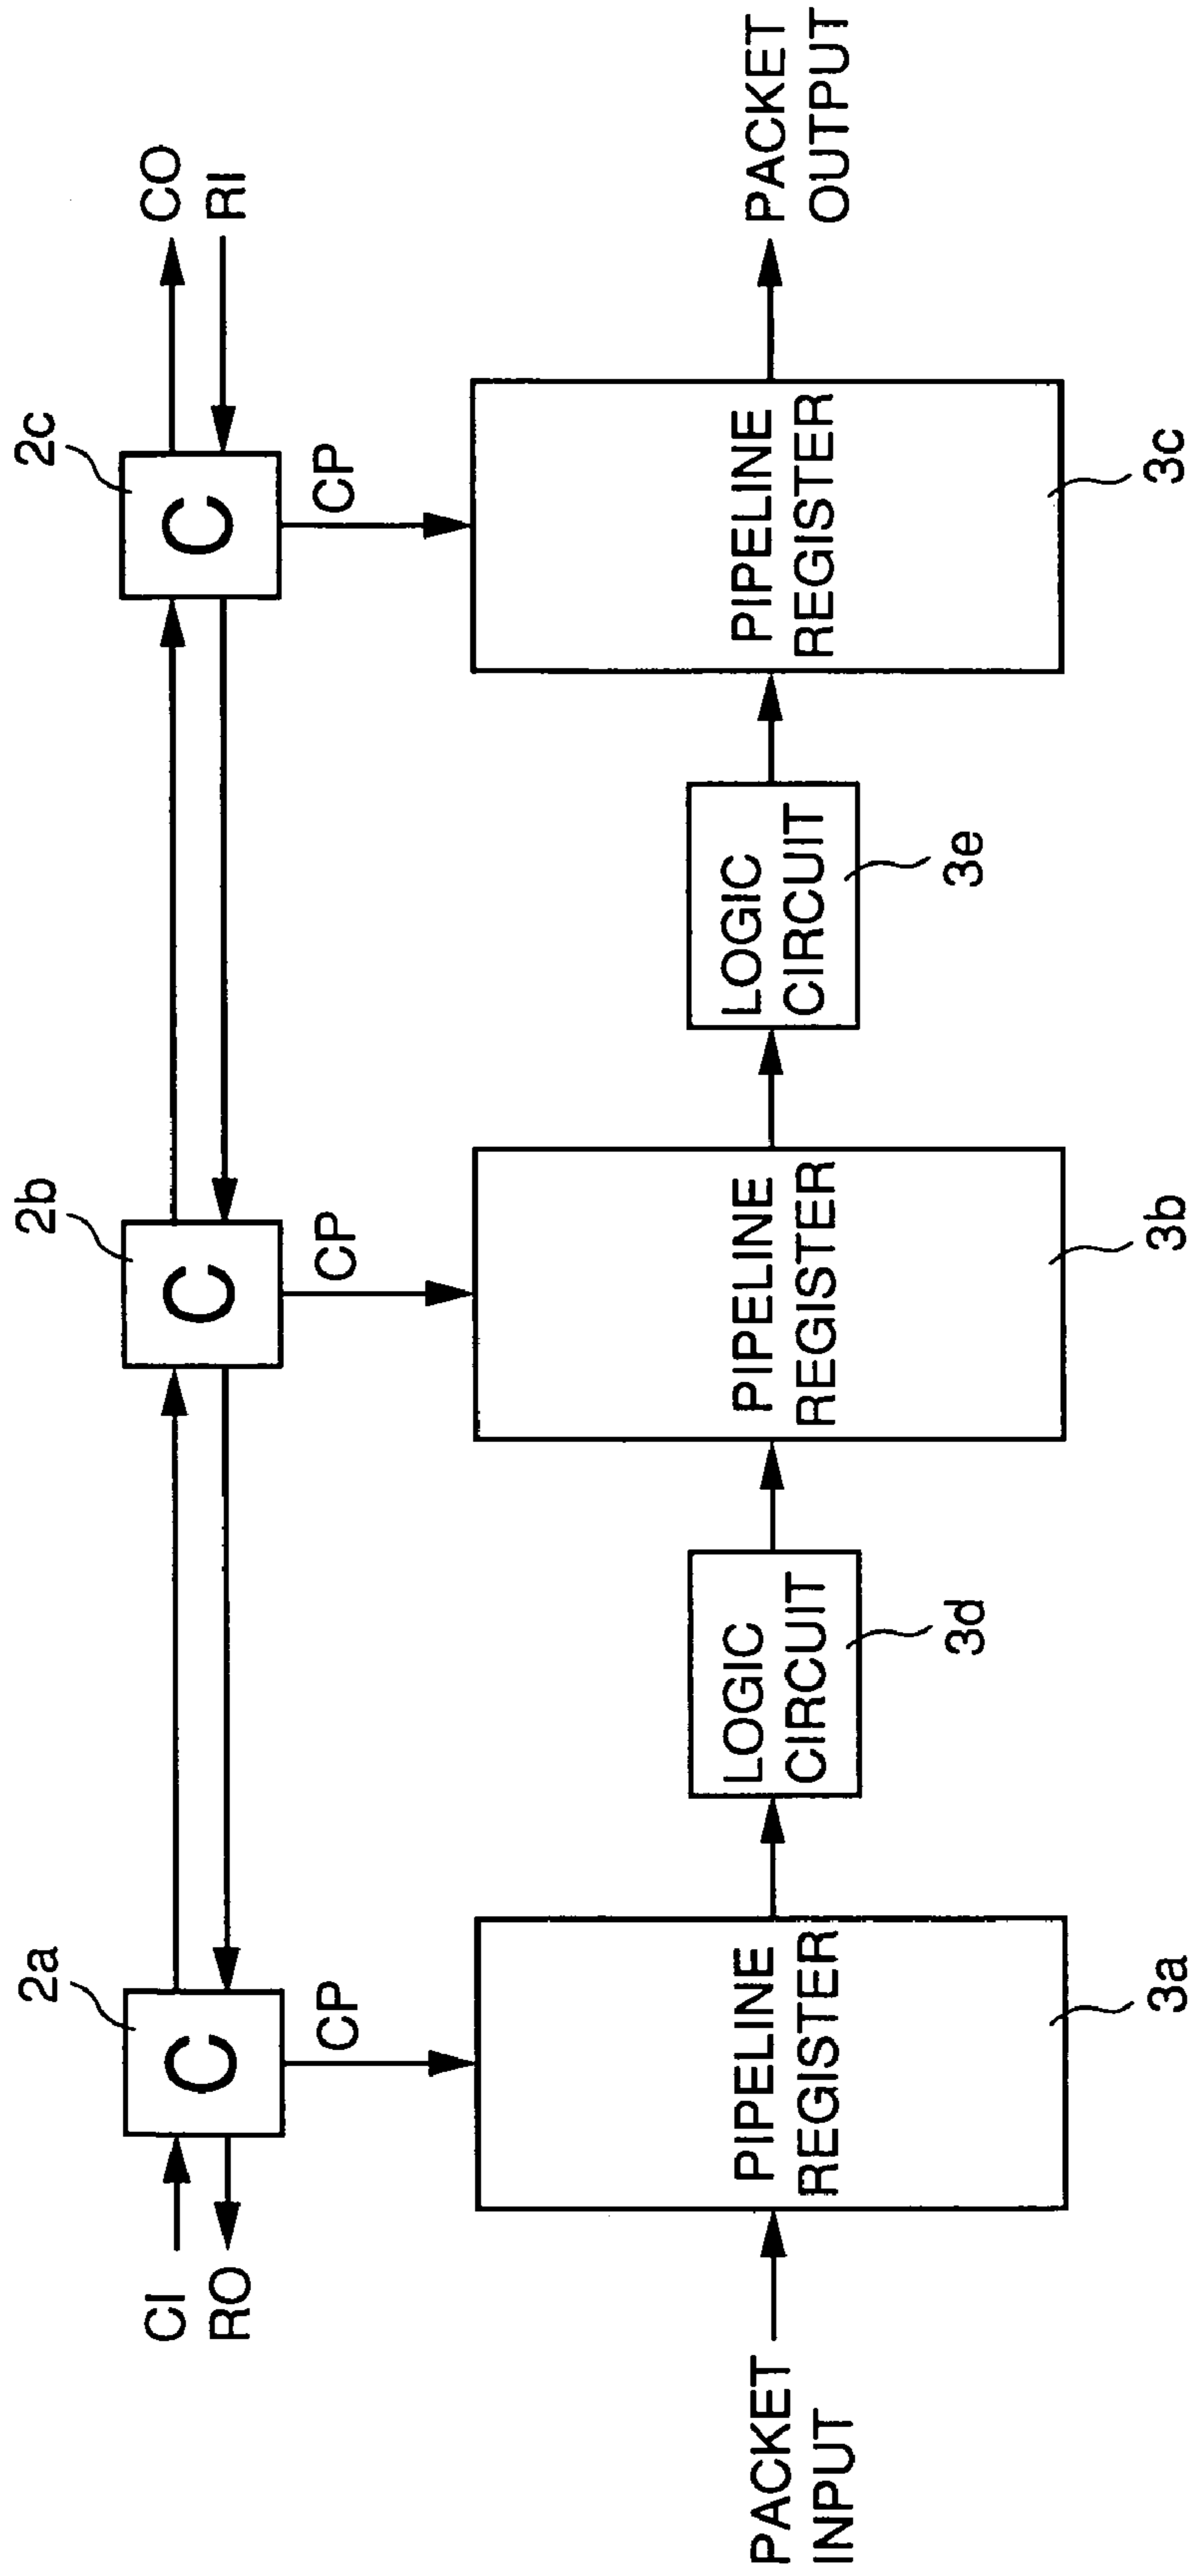 2a
2b
2c
CI
RO
C
C
C
CO
RI
CP
CP
CP
PACKET
INPUT
PIPELINE
REGISTER
LOGIC
CIRCUIT
PIPELINE
REGISTER
LOGIC
CIRCUIT
PIPELINE
REGISTER
PACKET
OUTPUT
3a
3d
3b
3e
3c